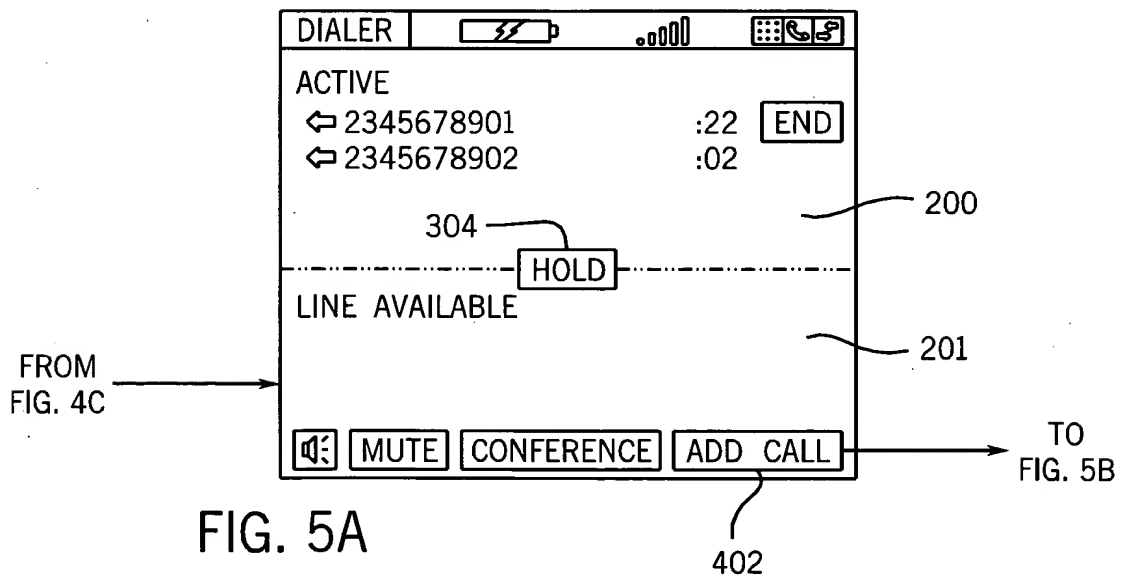 DIALER
ACTIVE
2345678901 :22 END
2345678902 :02
200
304
HOLD
LINE AVAILABLE
201
FROM
FIG. 4C
MUTE CONFERENCE ADD CALL
TO
FIG. 5B
402
FIG. 5A